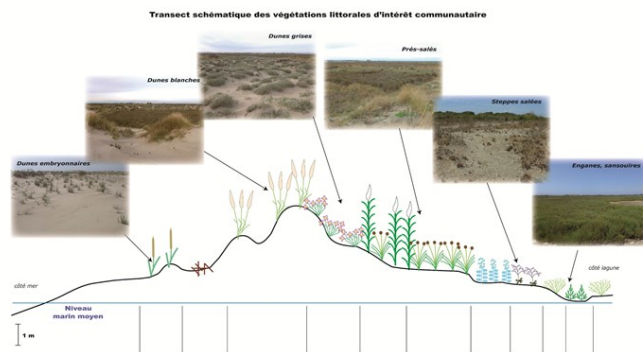 Transect schématique des végétations littorales d'intérêt communautaire
Dunes grises
Prés-salés
Dunes blanches
Steppes salées
Dunes embryonnaires
Enganes, sansouires
côté mer
côté lagune
Niveau
marin moyen
1 m